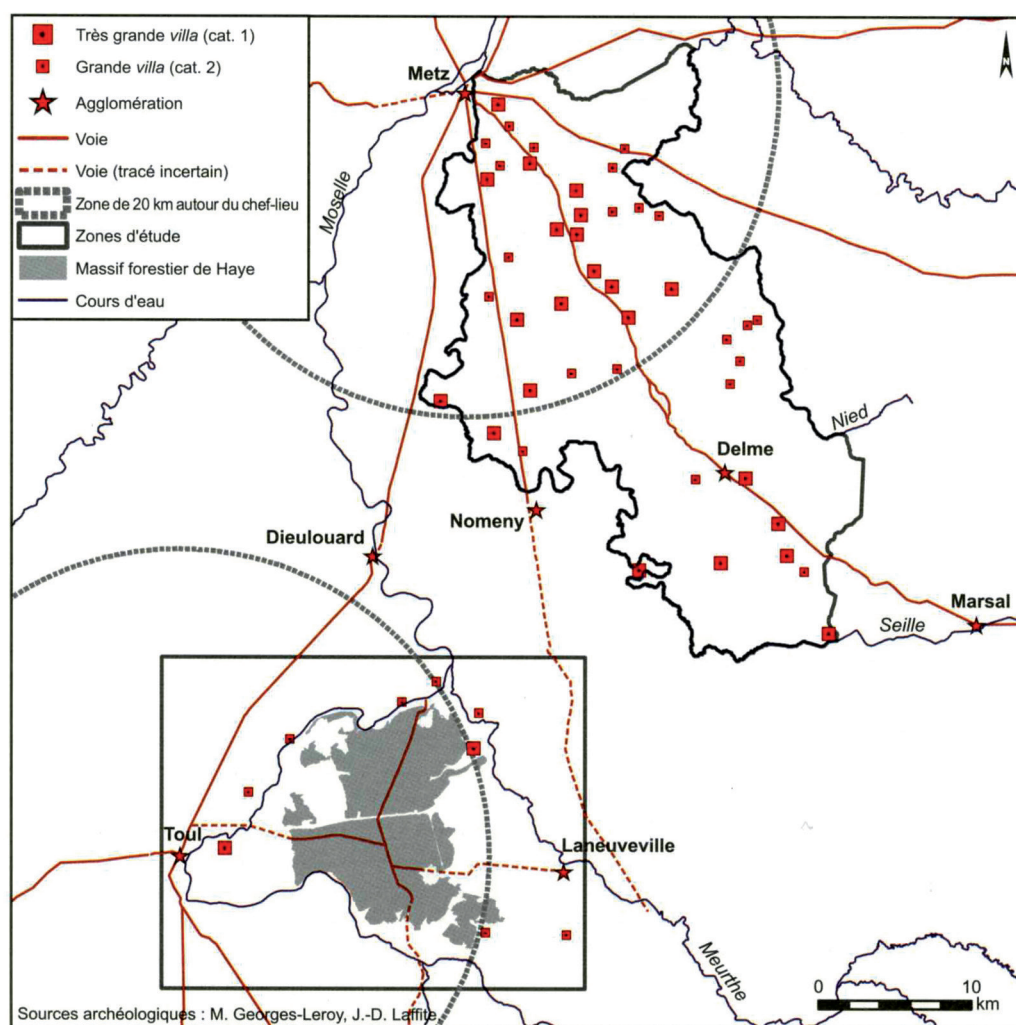 Très grande villa (cat. 1)
Grande villa (cat. 2)
Agglomération
Voie
Voie (tracé incertain)
Zone de 20 km autour du chef-lieu
Zones d'étude
Massif forestier de Haye
Cours d'eau
N
Metz
Moselle
Nied
Delme
Nomeny
Dieulouard
Marsal
Seille
Toul
Laneuveville
Meurthe
0 10
km
Sources archéologiques : M. Georges-Leroy, J.-D. Laffite